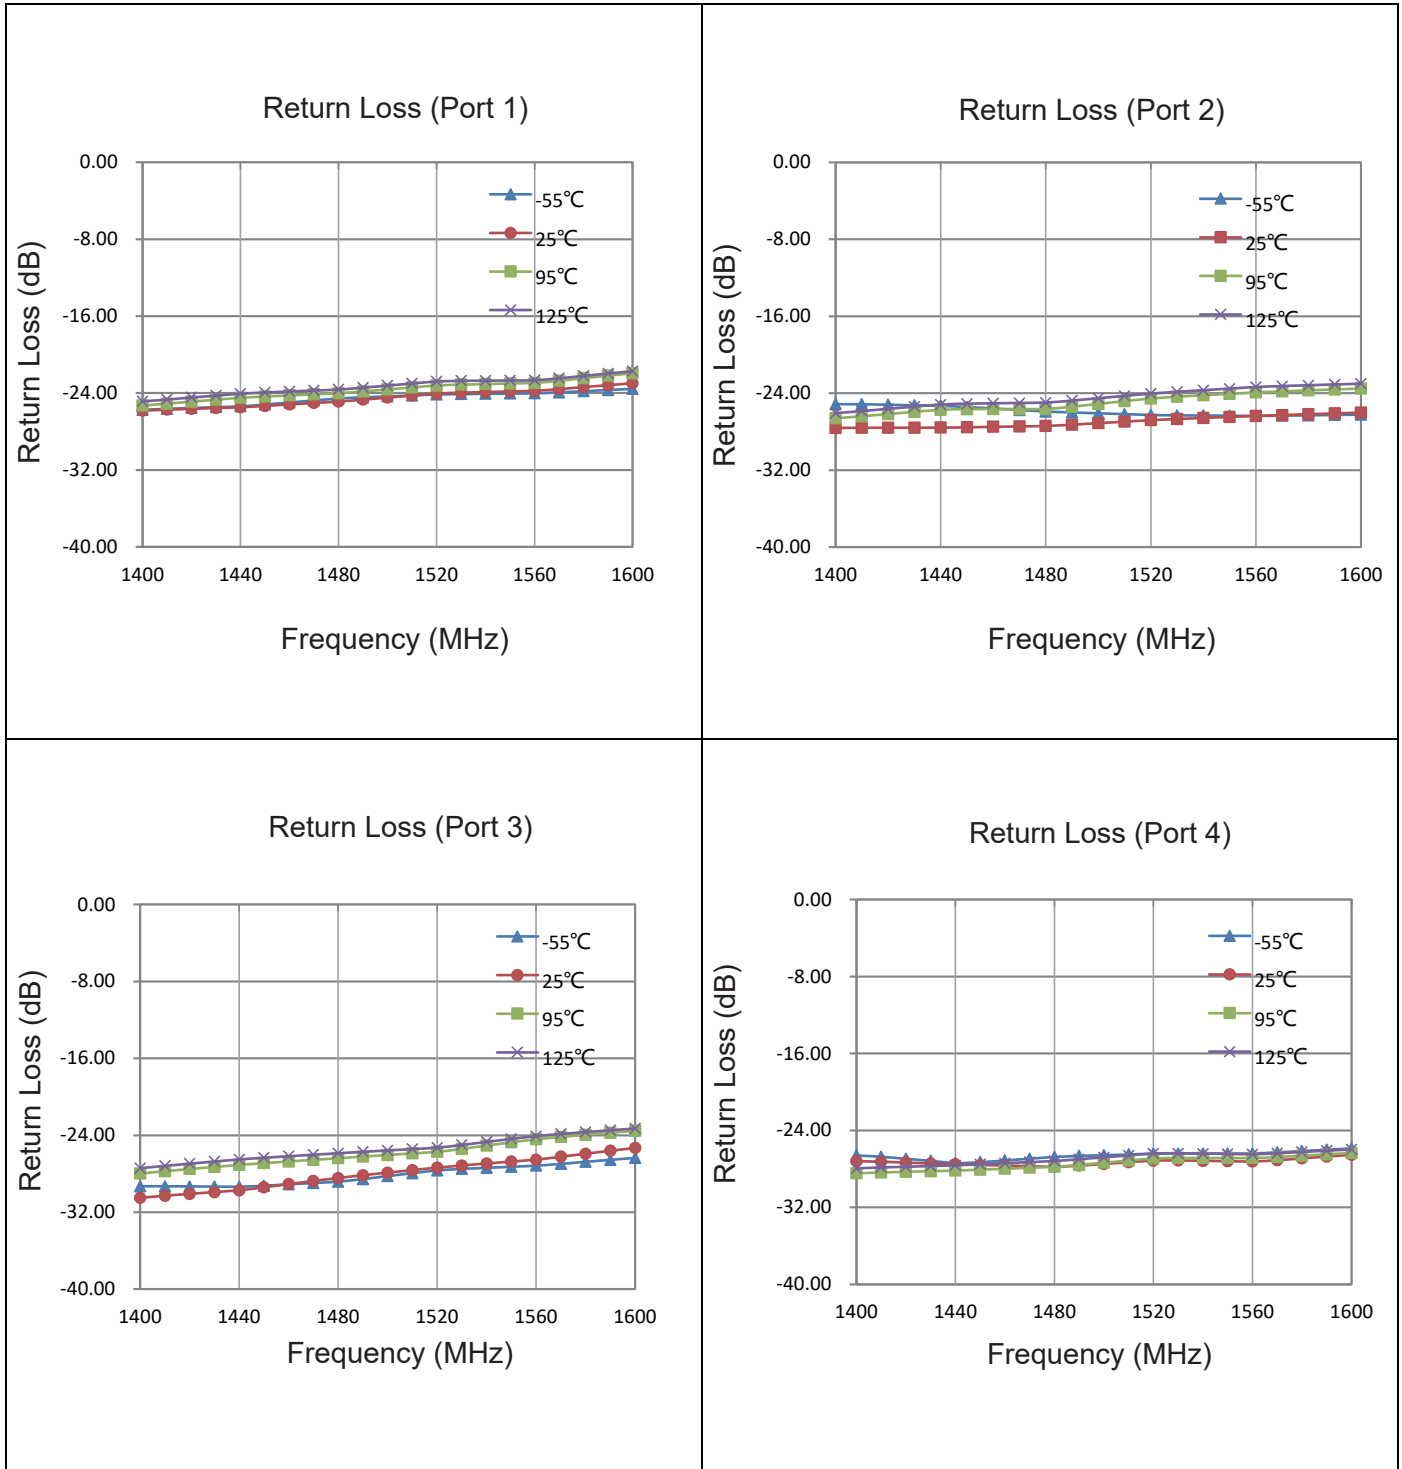 Return Loss (Port 1)
Return Loss (dB)
0.00
-8.00
-16.00
-24.00
-32.00
-40.00
-55℃
25℃
95℃
125℃
1400 1440 1480 1520 1560 1600
Frequency (MHz)
Return Loss (Port 2)
Return Loss (dB)
0.00
-8.00
-16.00
-24.00
-32.00
-40.00
-55℃
25℃
95℃
125℃
1400 1440 1480 1520 1560 1600
Frequency (MHz)
Return Loss (Port 3)
Return Loss (dB)
0.00
-8.00
-16.00
-24.00
-32.00
-40.00
-55℃
25℃
95℃
125℃
1400 1440 1480 1520 1560 1600
Frequency (MHz)
Return Loss (Port 4)
Return Loss (dB)
0.00
-8.00
-16.00
-24.00
-32.00
-40.00
-55℃
25℃
95℃
125℃
1400 1440 1480 1520 1560 1600
Frequency (MHz)